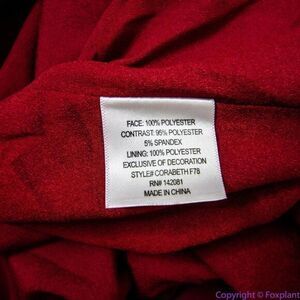 FACE: 100% POLYESTER
CONTRAST: 95% POLYESTER
5% SPANDEX
LINING: 100% POLYESTER
EXCLUSIVE OF DECORATION
STYLE# CORABETH F78
RN# 142081
MADE IN CHINA
Copyright © Foxplant